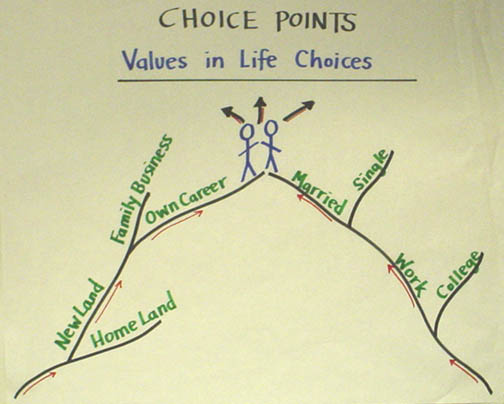 CHOICE POINTS
Values in Life Choices
Family Business
Own Career
New Land
Home Land
Married
Single
Work
College